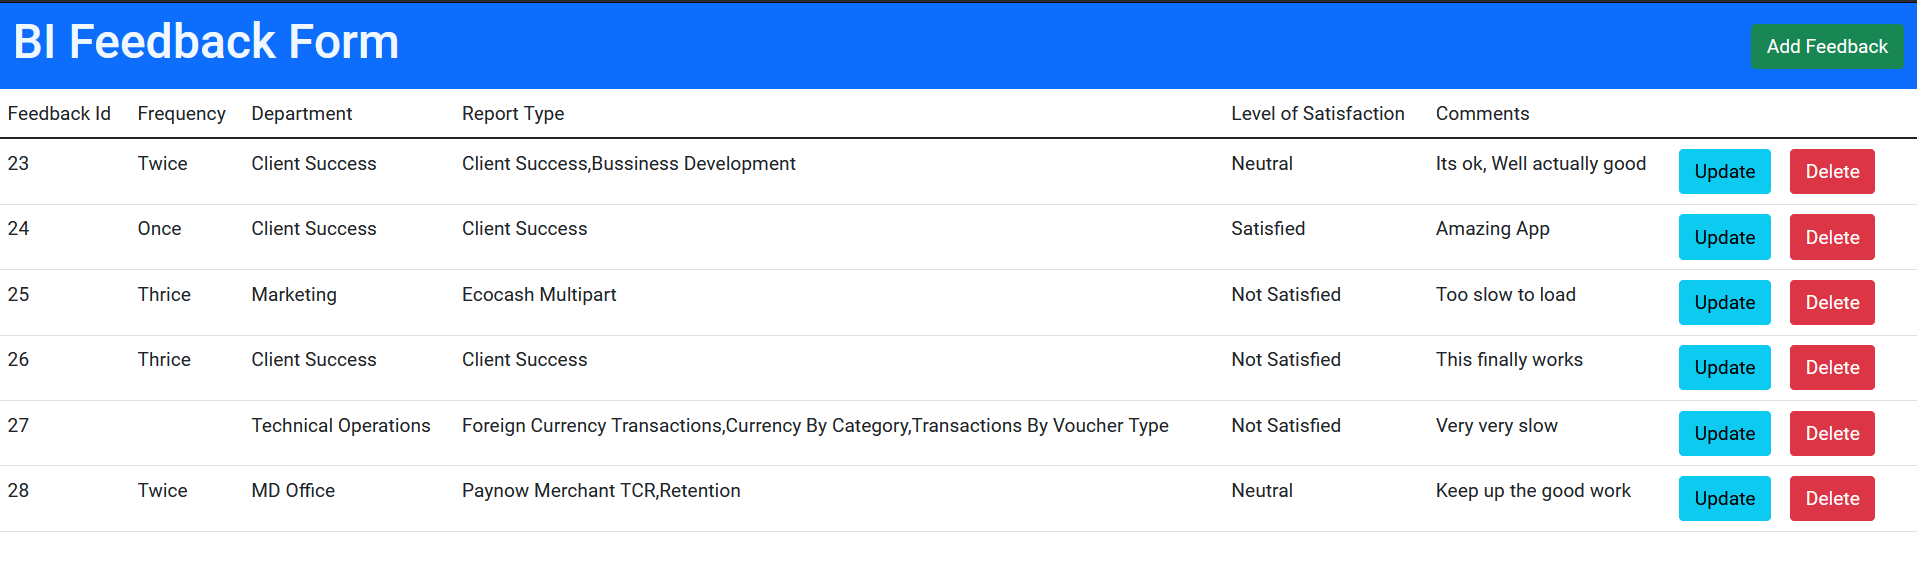 BI Feedback Form
Add Feedback
Feedback Id Frequency Department Report Type Level of Satisfaction Comments
23 Twice Client Success Client Success,Bussiness Development Neutral Its ok, Well actually good Update Delete
24 Once Client Success Client Success Satisfied Amazing App Update Delete
25 Thrice Marketing Ecocash Multipart Not Satisfied Too slow to load Update Delete
26 Thrice Client Success Client Success Not Satisfied This finally works Update Delete
27 Technical Operations Foreign Currency Transactions,Currency By Category,Transactions By Voucher Type Not Satisfied Very very slow Update Delete
28 Twice MD Office Paynow Merchant TCR,Retention Neutral Keep up the good work Update Delete